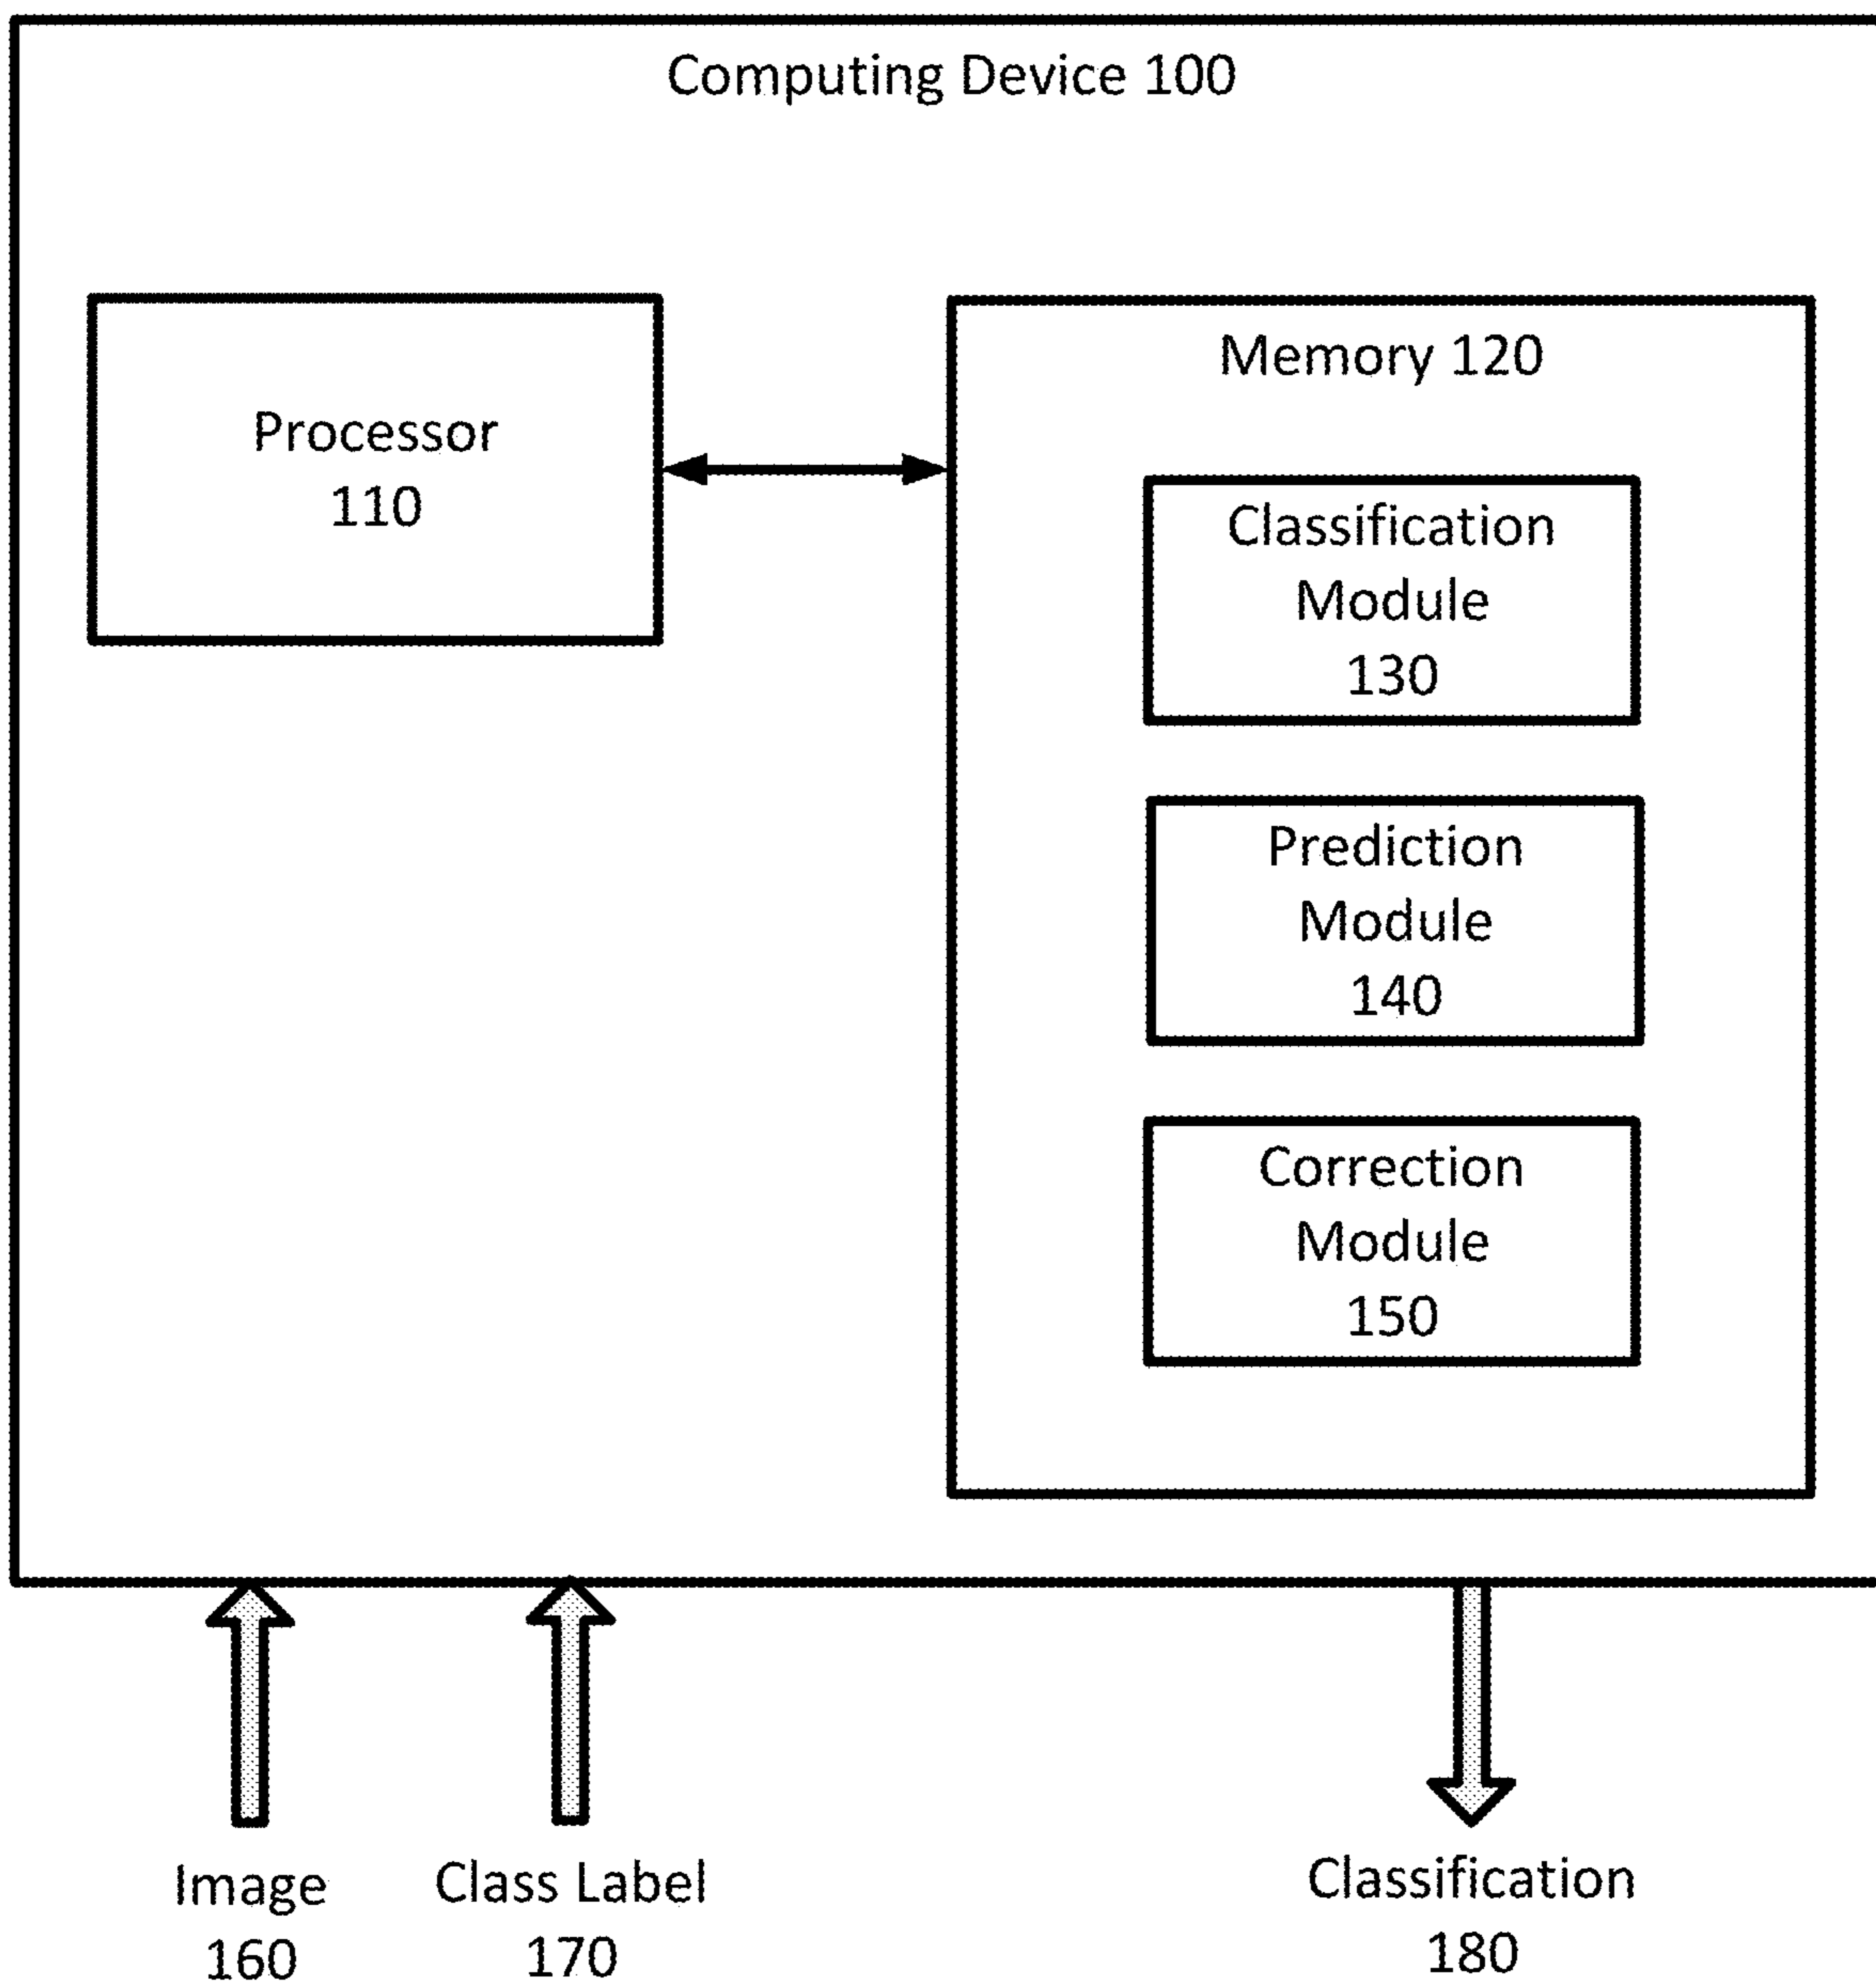 Computing Device 100
Processor
110
Memory 120
Classification
Module
130
Prediction
Module
140
Correction
Module
150
Image
160
Class Label
170
Classification
180